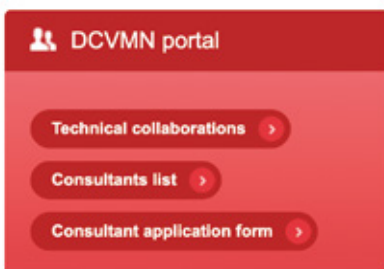 DCVMN portal
Technical collaborations
Consultants list
Consultant application form